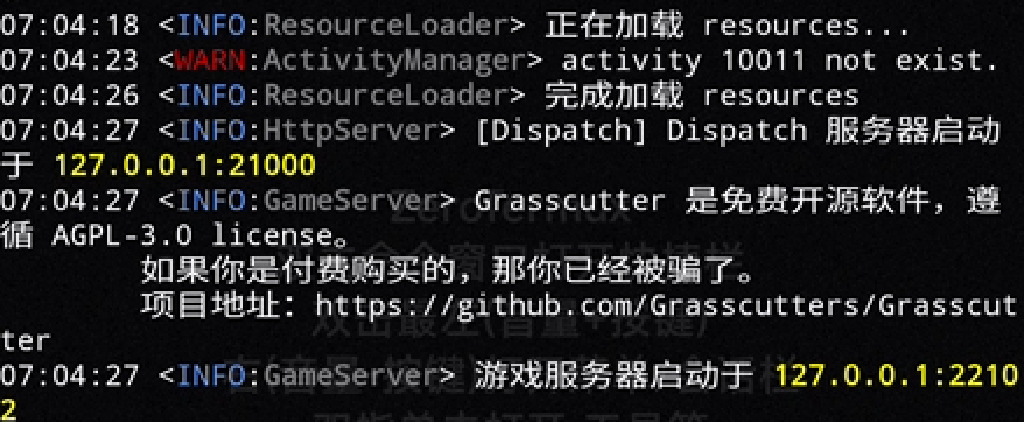 07:04:18 <INFO:ResourceLoader> 正在加载 resources...
07:04:23 <WARN:ActivityManager> activity 10011 not exist.
07:04:26 <INFO:ResourceLoader> 完成加载 resources
07:04:27 <INFO:HttpServer> [Dispatch] Dispatch 服务器启动
于 127.0.0.1:21000
07:04:27 <INFO:GameServer> Grasscutter 是免费开源软件，遵
循 AGPL-3.0 license。
如果你是付费购买的，那你已经被骗了。
项目地址：https://github.com/Grasscutters/Grasscut
ter
07:04:27 <INFO:GameServer> 游戏服务器启动于 127.0.0.1:2210
2